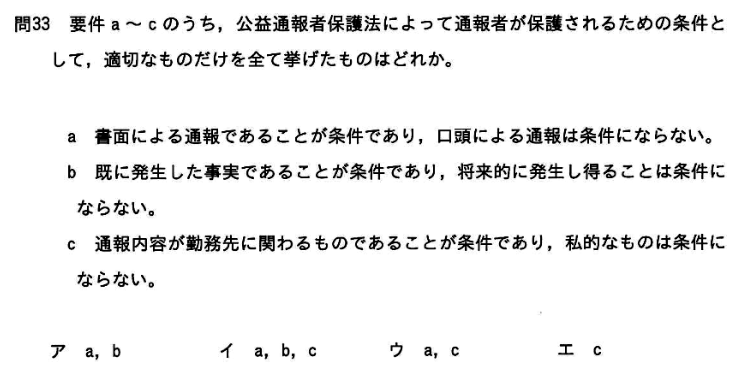 問33 要件a～cのうち，公益通報者保護法によって通報者が保護されるための条件と
して，適切なものだけを全て挙げたものはどれか。
a 書面による通報であることが条件であり，口頭による通報は条件にならない。
b 既に発生した事実であることが条件であり，将来的に発生し得ることは条件に
ならない。
c 通報内容が勤務先に関わるものであることが条件であり，私的なものは条件に
ならない。
ア a，b イ a，b，c ウ a，c エ c